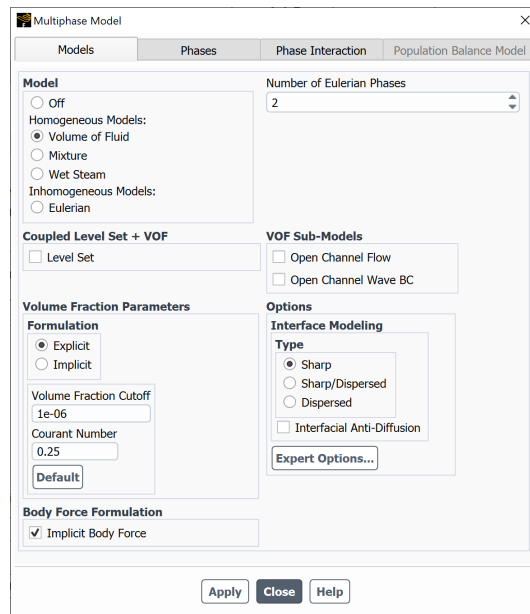 Multiphase Model
Models
Phases
Phase Interaction
Population Balance Model
Model
Off
Homogeneous Models:
Volume of Fluid
Mixture
Wet Steam
Inhomogeneous Models:
Eulerian
Number of Eulerian Phases
2
Coupled Level Set + VOF
Level Set
VOF Sub-Models
Open Channel Flow
Open Channel Wave BC
Volume Fraction Parameters
Formulation
Explicit
Implicit
Volume Fraction Cutoff
1e-06
Courant Number
0.25
Default
Options
Interface Modeling
Type
Sharp
Sharp/Dispersed
Dispersed
Interfacial Anti-Diffusion
Expert Options...
Body Force Formulation
Implicit Body Force
Apply
Close
Help